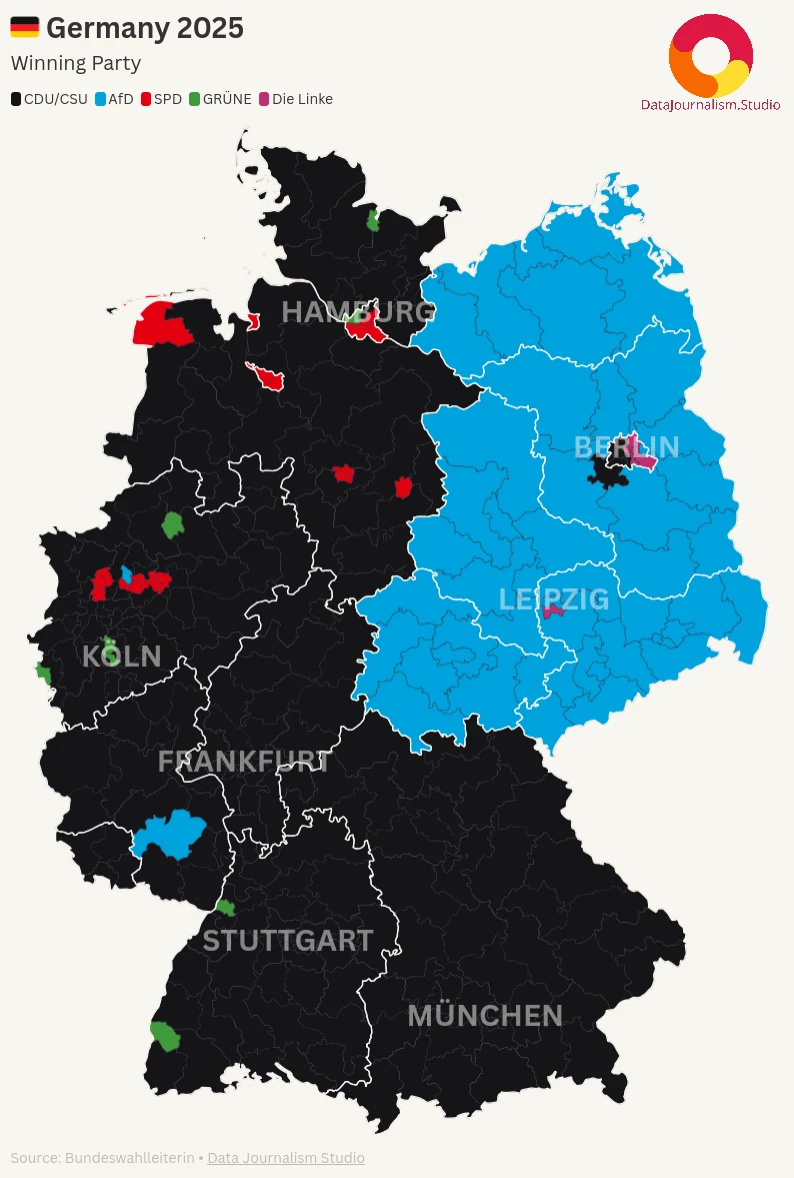 Germany 2025
Winning Party
CDU/CSU AfD SPD GRÜNE Die Linke
DataJournalism.Studio
HAMBURG
BERLIN
LEIPZIG
KÖLN
FRANKFURT
STUTTGART
MÜNCHEN
Source: Bundeswahlleiterin • Data Journalism Studio